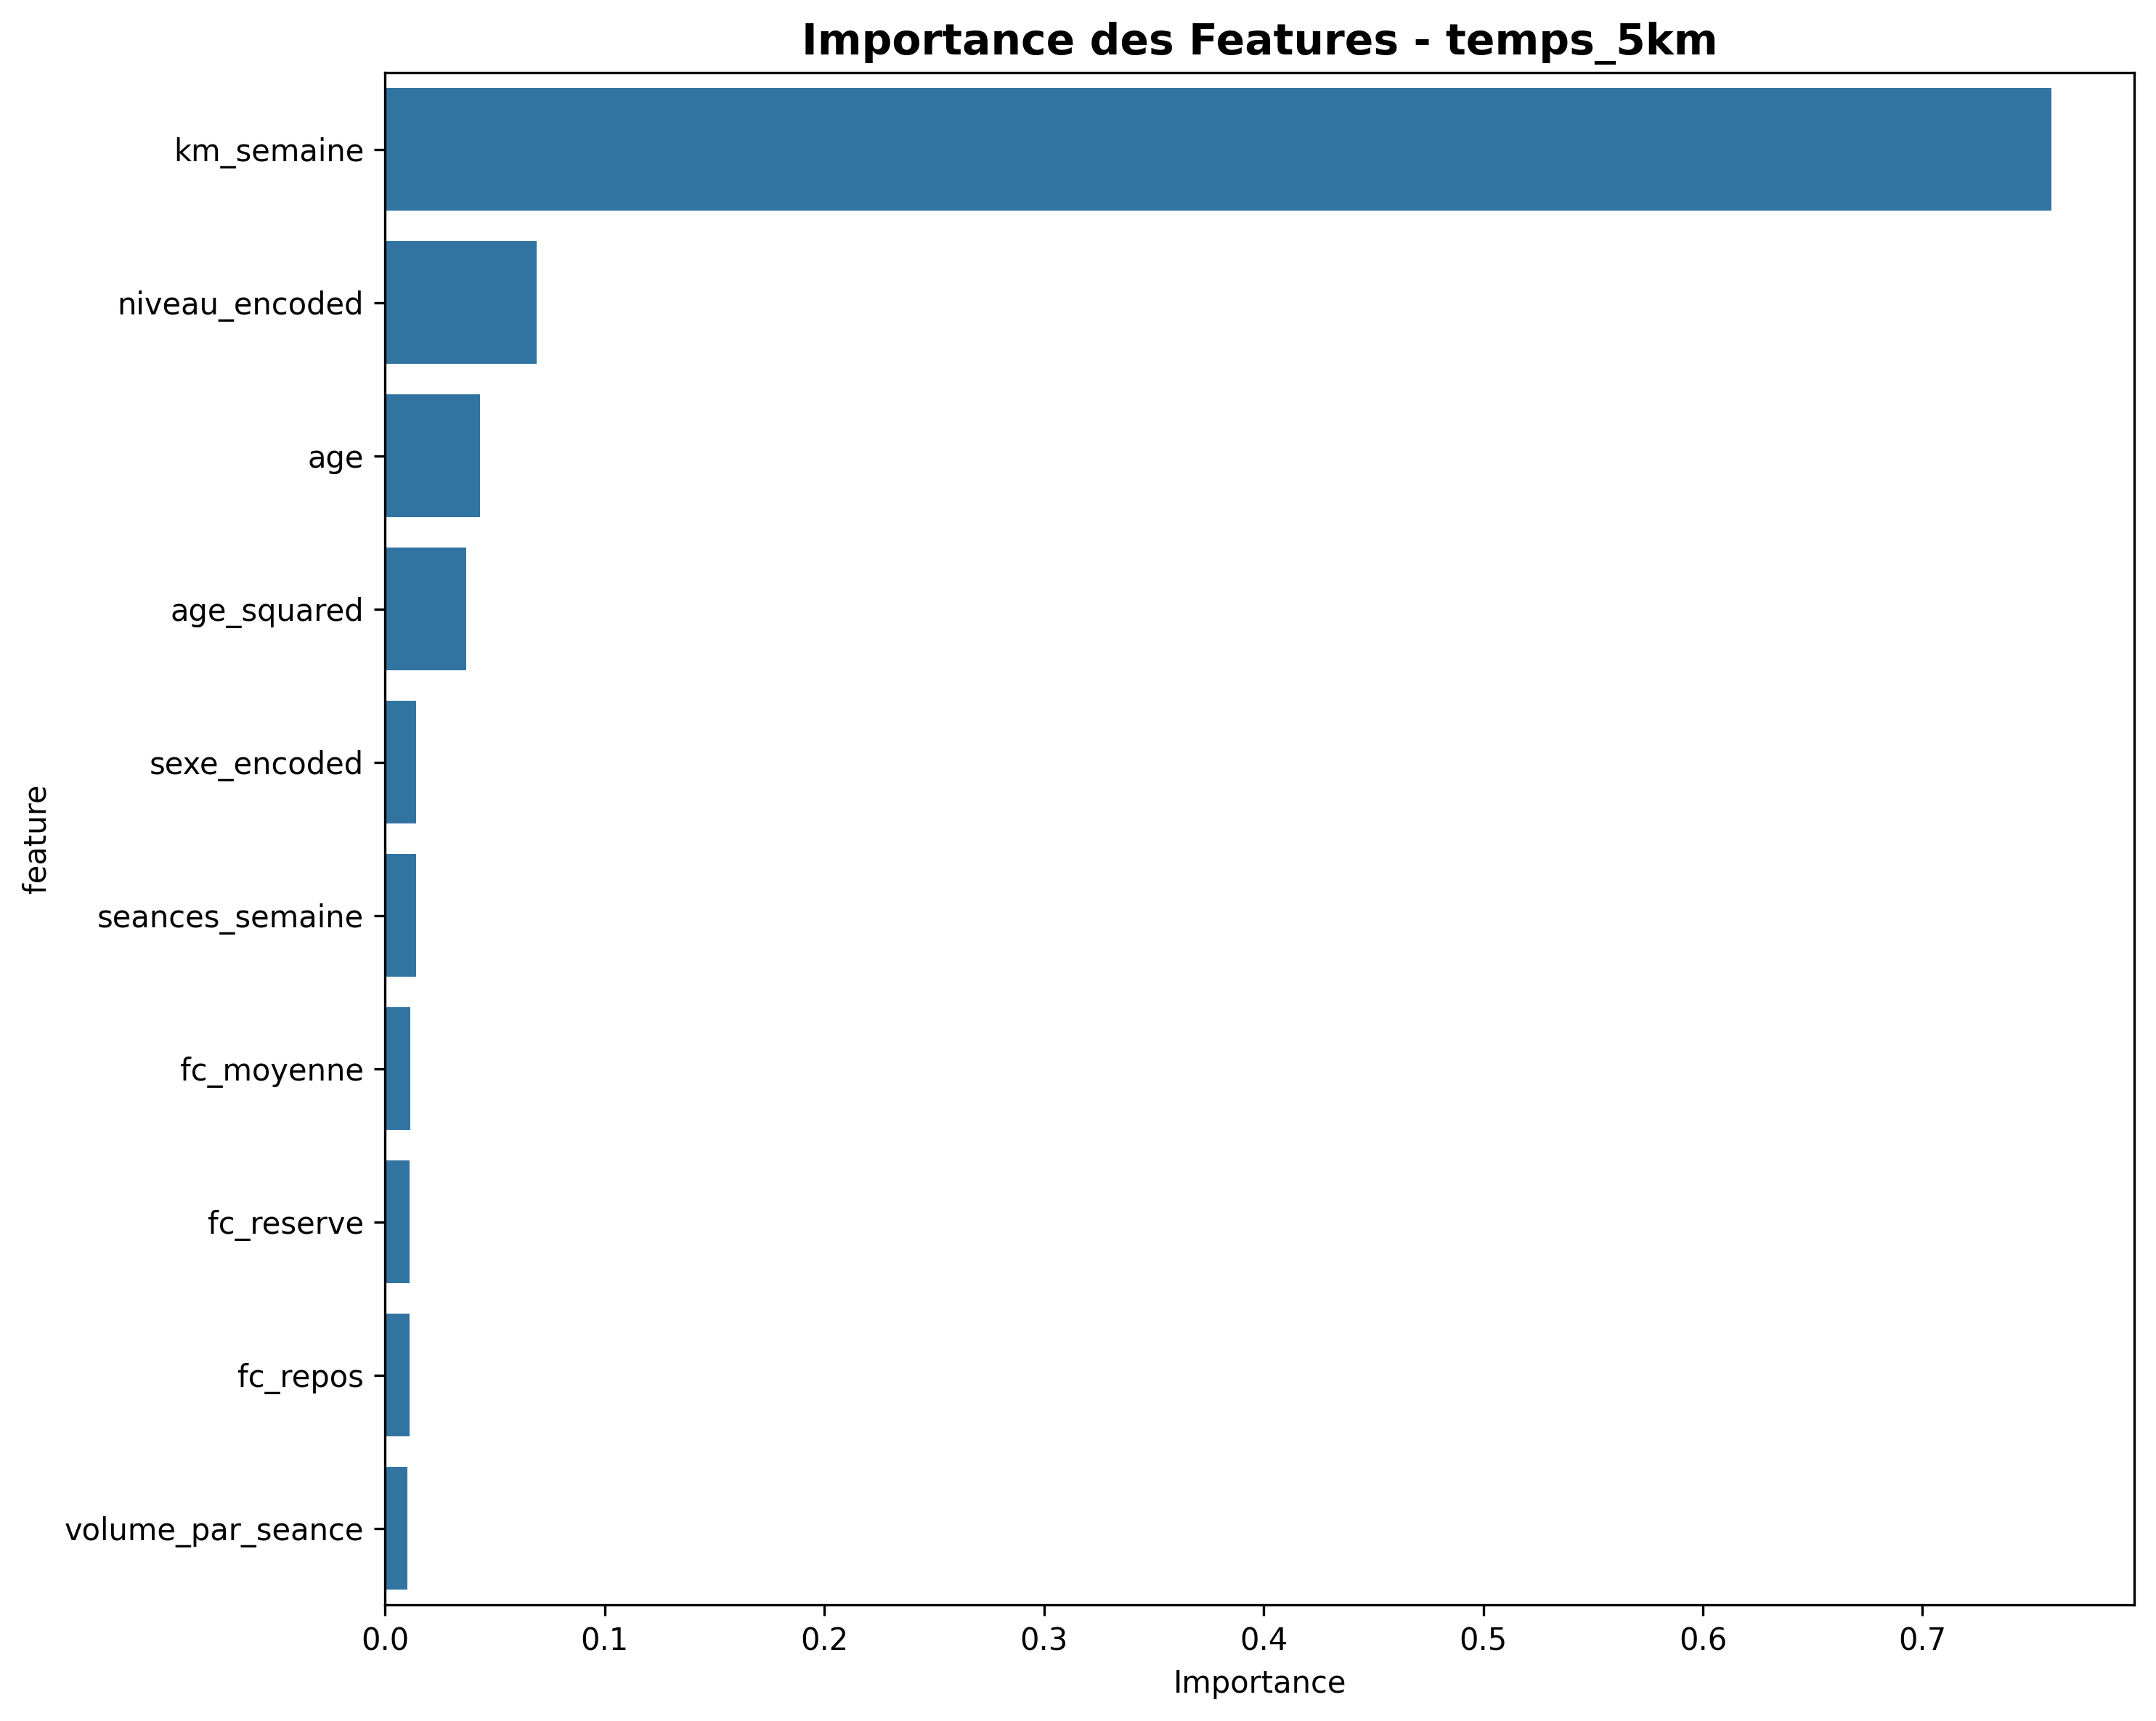 Importance des Features - temps_5km
km_semaine
niveau_encoded
age
age_squared
sexe_encoded
seances_semaine
fc_moyenne
fc_reserve
fc_repos
volume_par_seance
feature
0.0 0.1 0.2 0.3 0.4 0.5 0.6 0.7
Importance